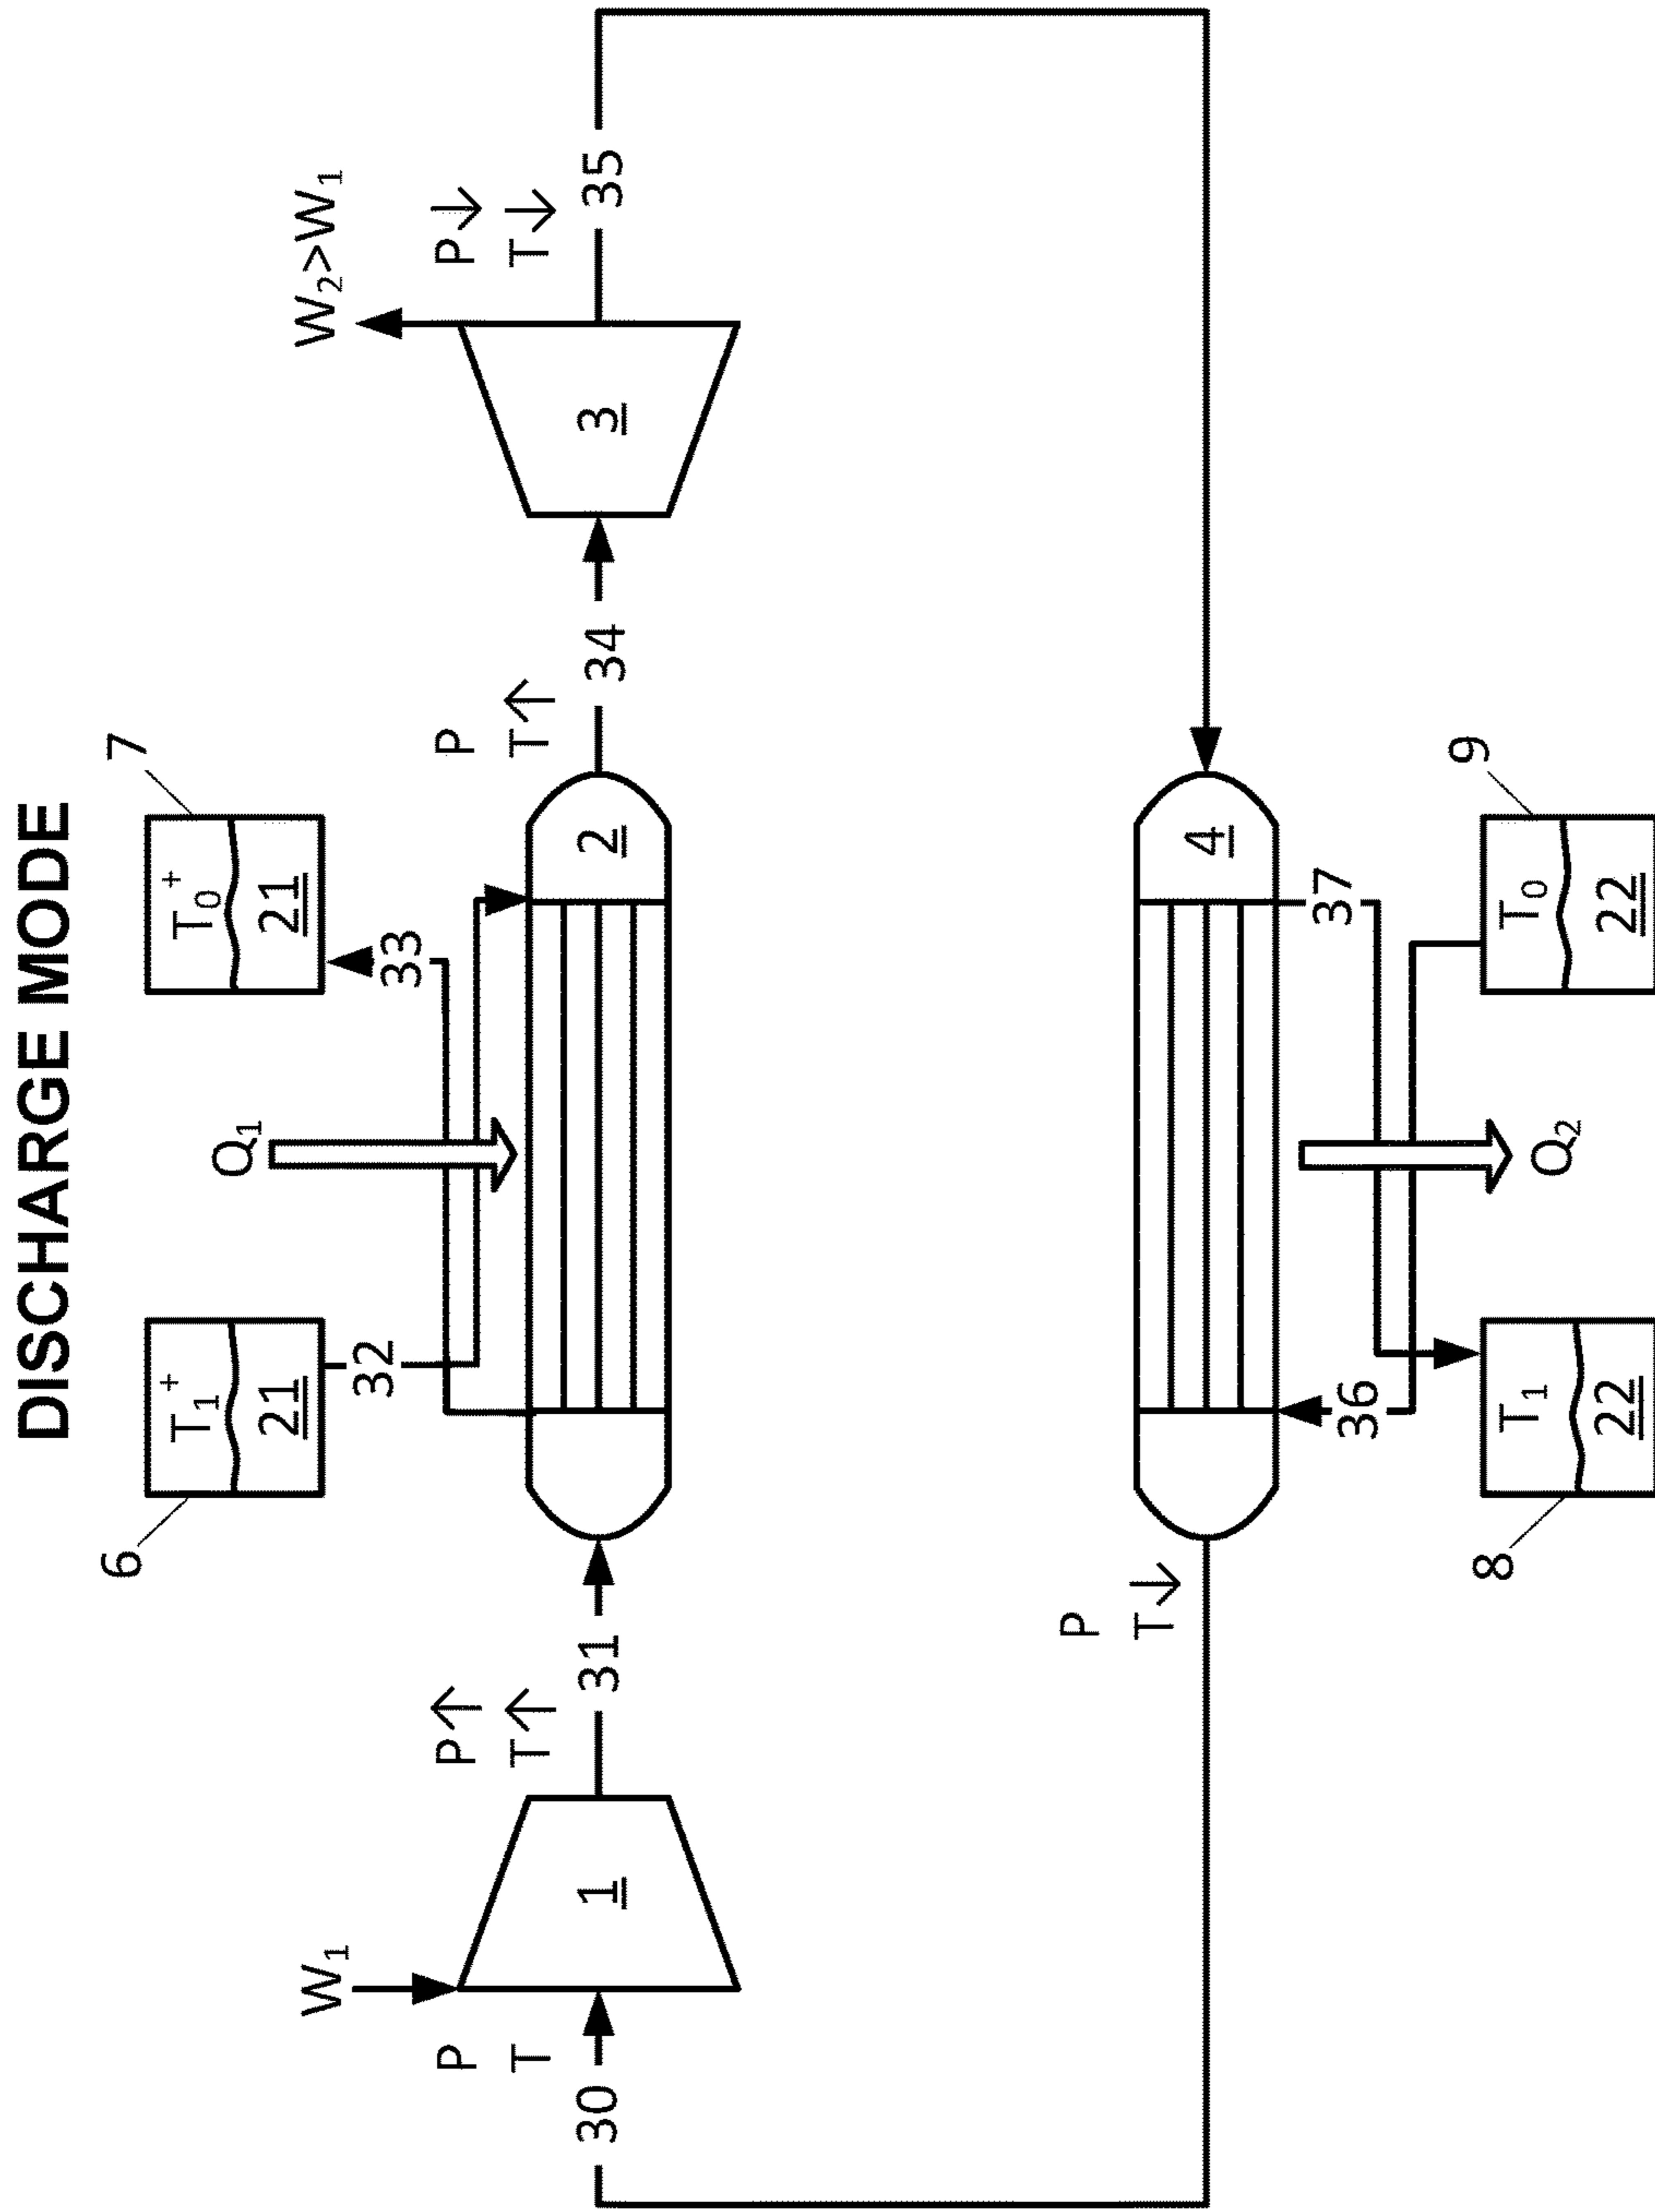 DISCHARGE MODE
6
7
T₁⁺
21
T₀⁺
21
32
33
Q₁
W₁
W₂>W₁
P
T
P↑
T↑
P
T↑
P↓
T↓
30
1
31
2
34
3
35
P
T↓
4
36
37
T₁
22
T₀
22
8
9
Q₂